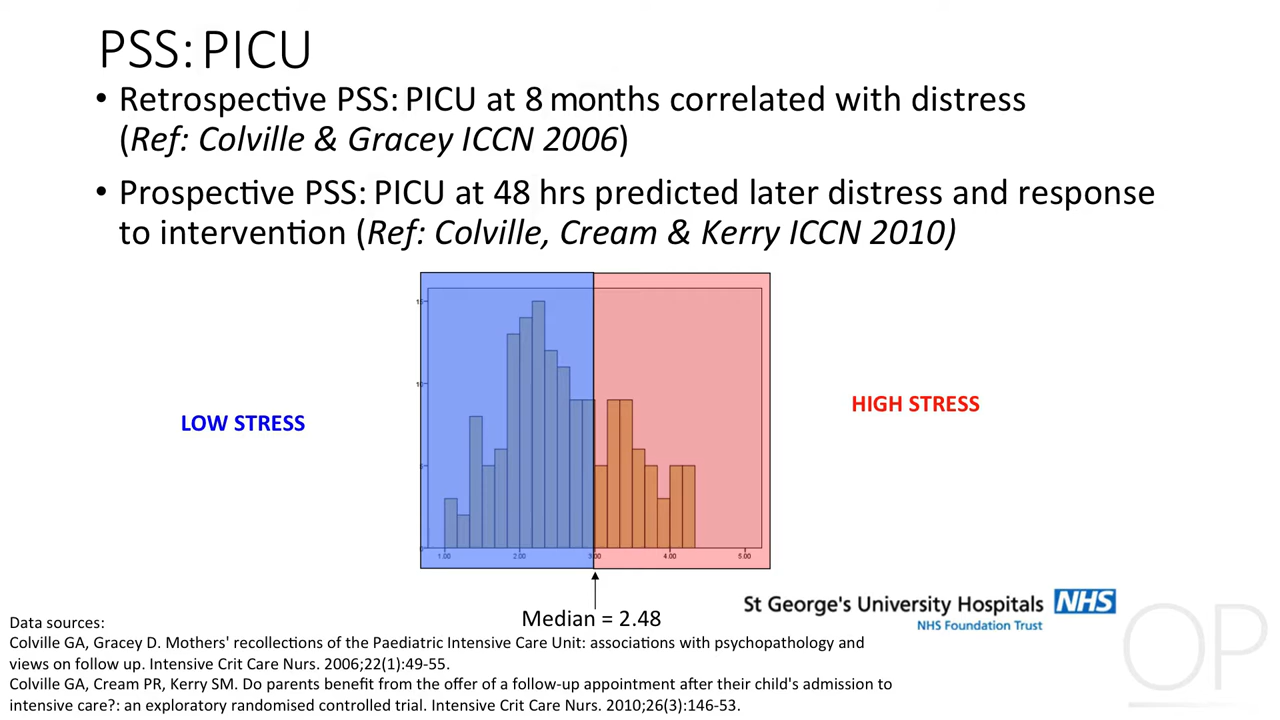 PSS: PICU
• Retrospective PSS: PICU at 8 months correlated with distress
(Ref: Colville & Gracey ICCN 2006)
• Prospective PSS: PICU at 48 hrs predicted later distress and response
to intervention (Ref: Colville, Cream & Kerry ICCN 2010)
LOW STRESS
HIGH STRESS
15
10
5
1.00 2.00 3.00 4.00 5.00
Median = 2.48
St George's University Hospitals NHS
NHS Foundation Trust
Data sources:
Colville GA, Gracey D. Mothers' recollections of the Paediatric Intensive Care Unit: associations with psychopathology and
views on follow up. Intensive Crit Care Nurs. 2006;22(1):49-55.
Colville GA, Cream PR, Kerry SM. Do parents benefit from the offer of a follow-up appointment after their child's admission to
intensive care?: an exploratory randomised controlled trial. Intensive Crit Care Nurs. 2010;26(3):146-53.
OP